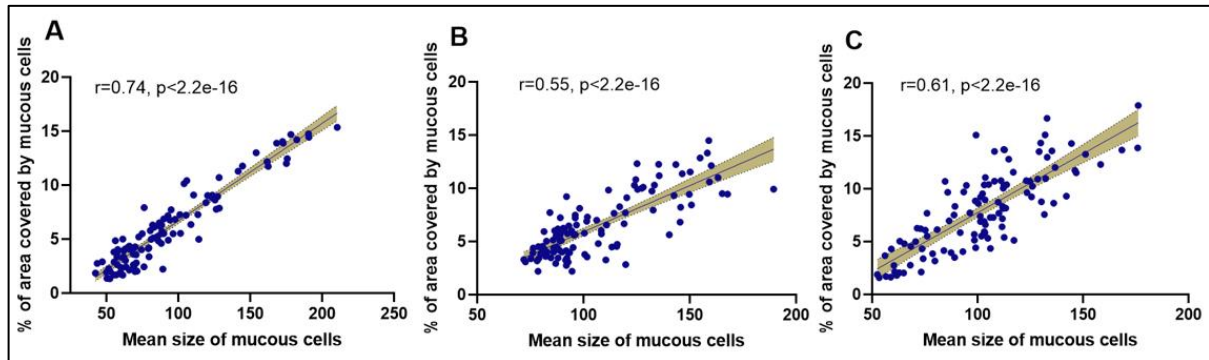 A
r=0.74, p<2.2e-16
% of area covered by mucous cells
20
15
10
5
0
0 50 100 150 200 250
Mean size of mucous cells
B
r=0.55, p<2.2e-16
% of area covered by mucous cells
20
15
10
5
0
50 100 150 200
Mean size of mucous cells
C
r=0.61, p<2.2e-16
% of area covered by mucous cells
20
15
10
5
0
50 100 150 200
Mean size of mucous cells